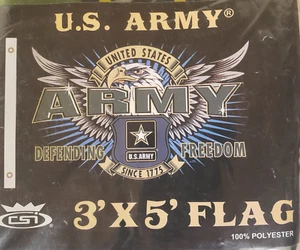 U.S. ARMY®
UNITED STATES
ARMY
U.S.ARMY
DEFENDING FREEDOM
SINCE 1775
CSi
3'X5' FLAG
100% POLYESTER